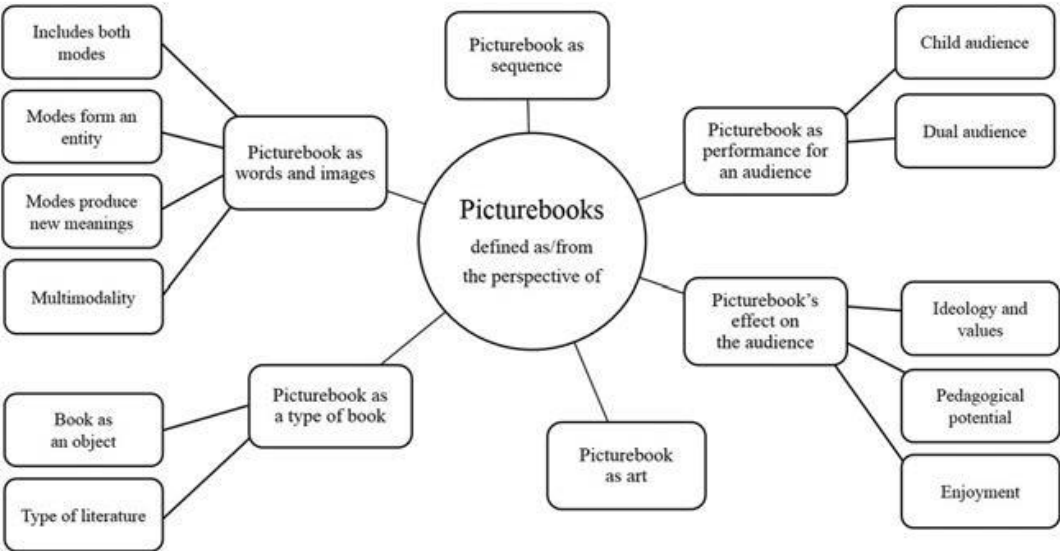 Picturebooks
defined as/from
the perspective of
Picturebook as
sequence
Picturebook as
words and images
Includes both
modes
Modes form an
entity
Modes produce
new meanings
Multimodality
Picturebook as
a type of book
Book as
an object
Type of literature
Picturebook as
performance for
an audience
Child audience
Dual audience
Picturebook’s
effect on
the audience
Ideology and
values
Pedagogical
potential
Enjoyment
Picturebook
as art